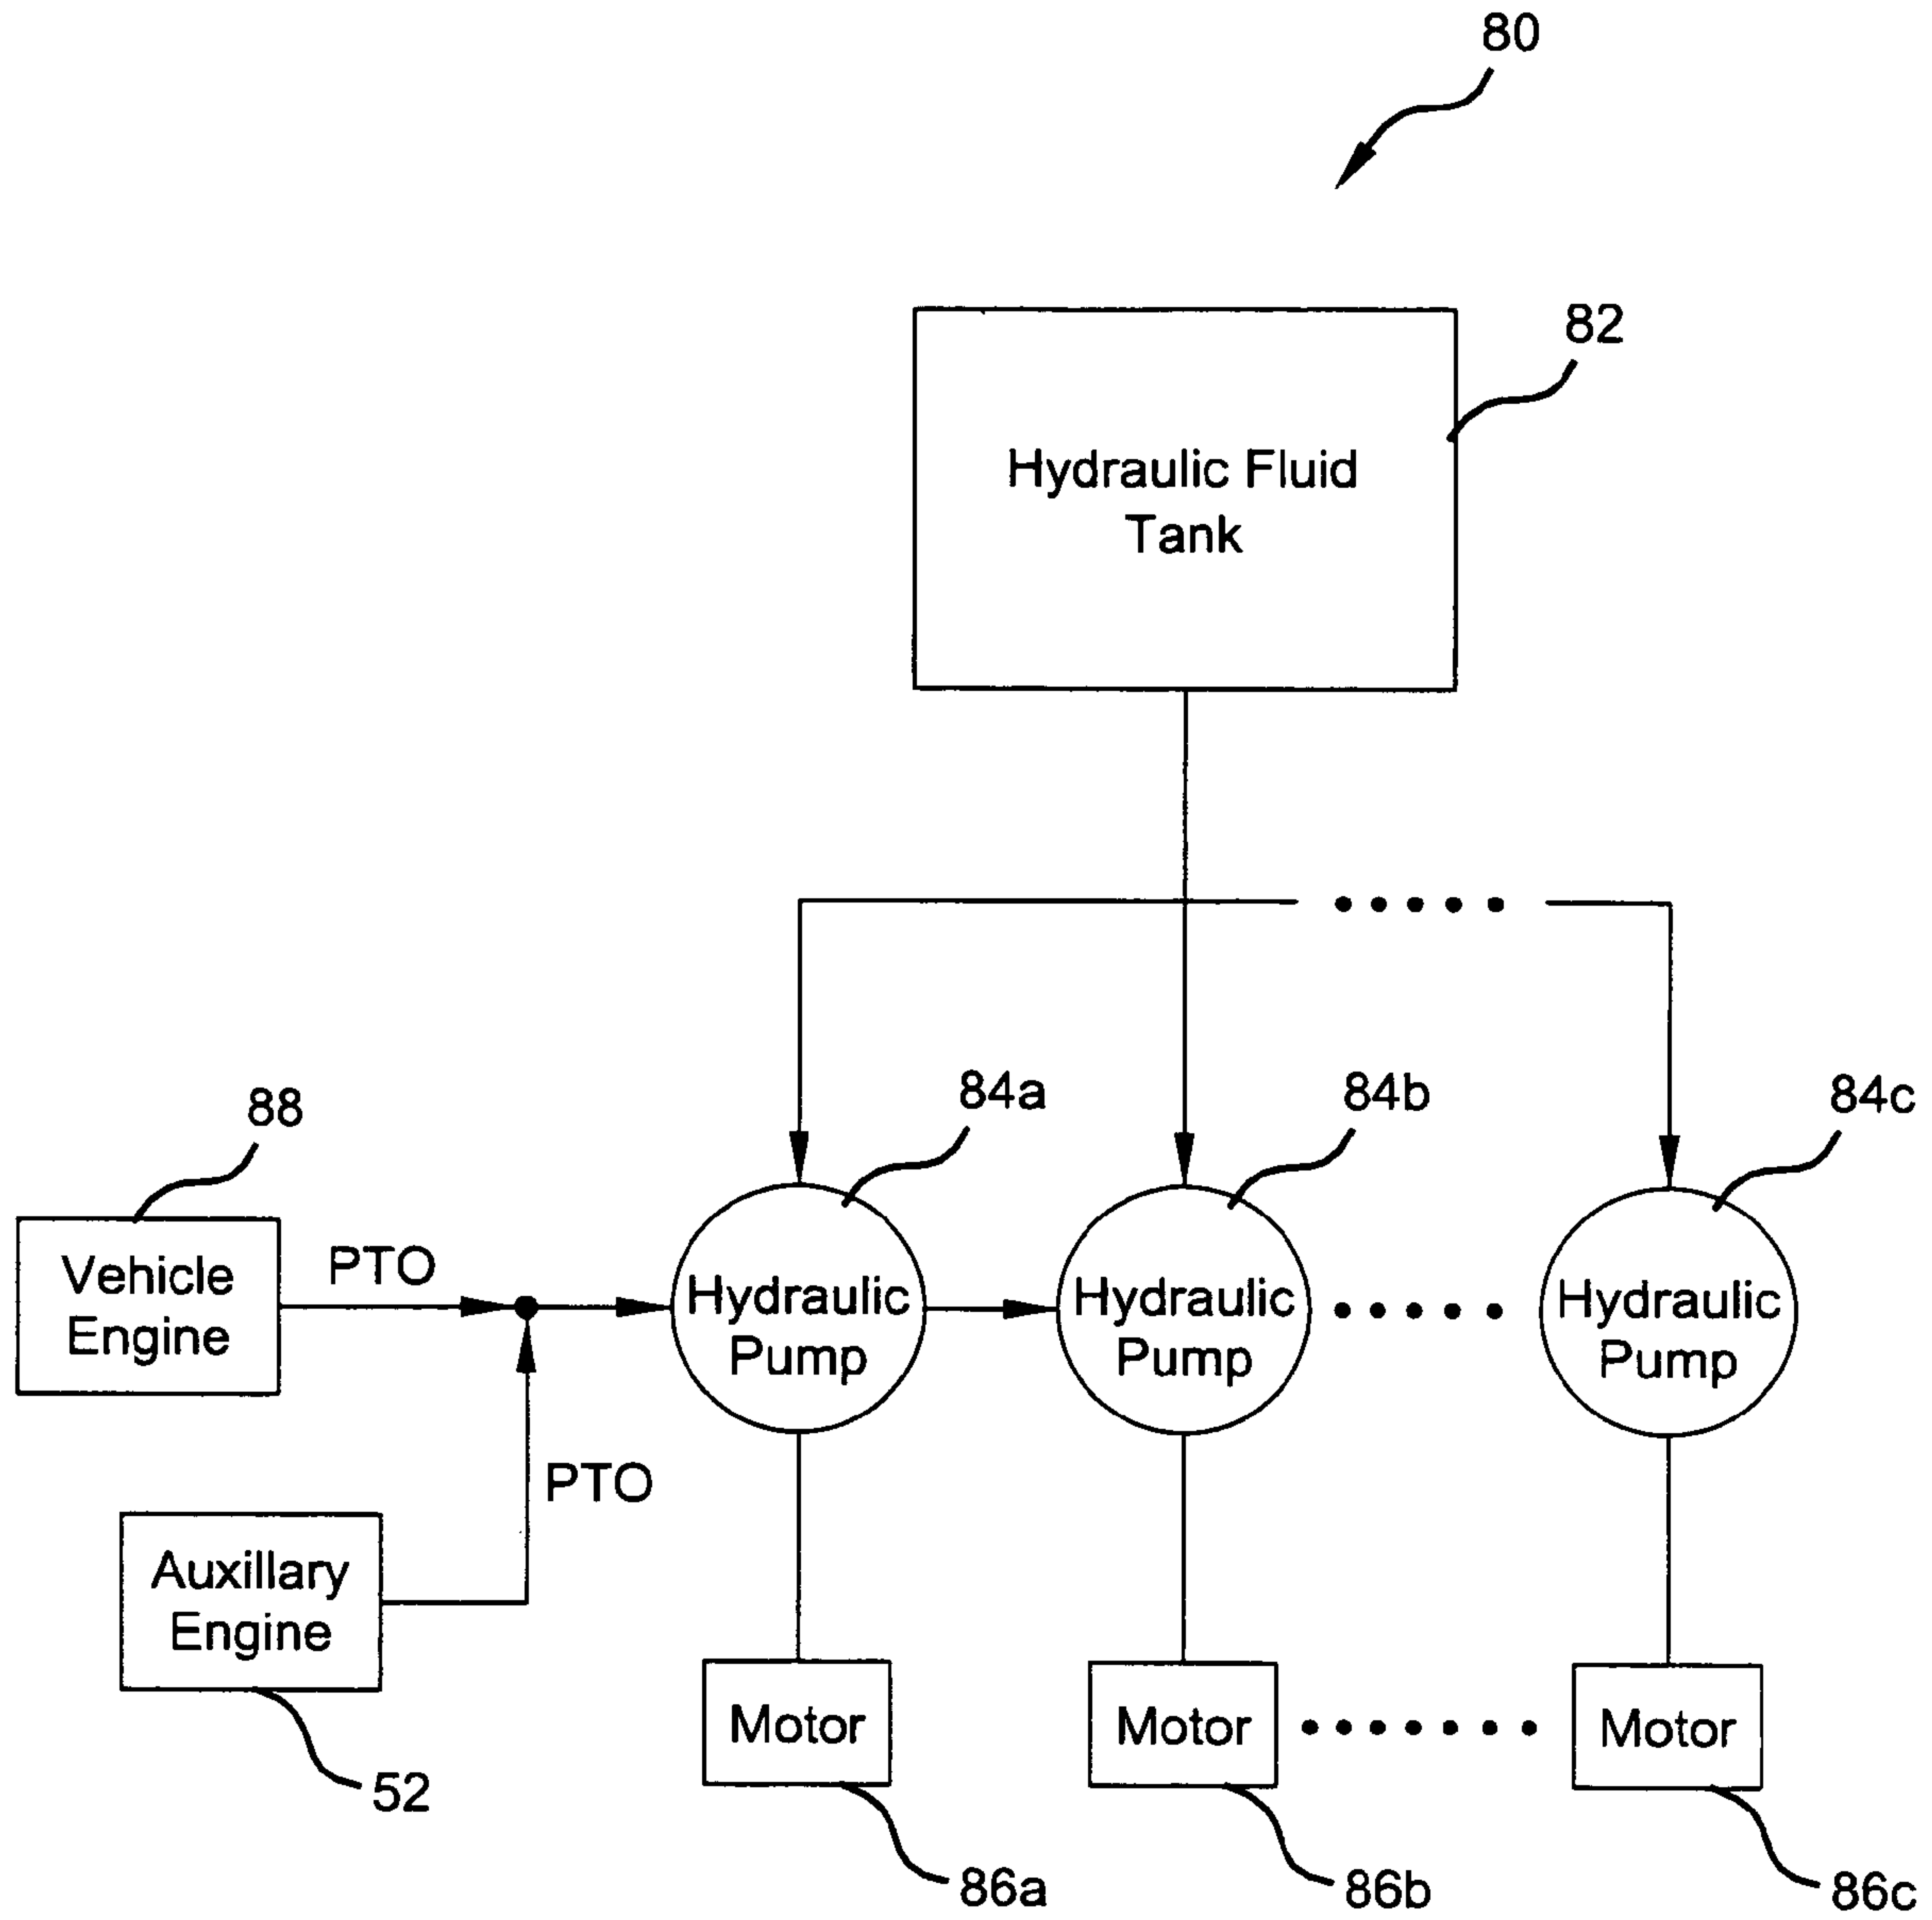 80
82
Hydraulic Fluid
Tank
84a
84b
84c
88
Vehicle
Engine
PTO
Hydraulic
Pump
Hydraulic
Pump
Hydraulic
Pump
PTO
Auxillary
Engine
52
Motor
Motor
Motor
86a
86b
86c